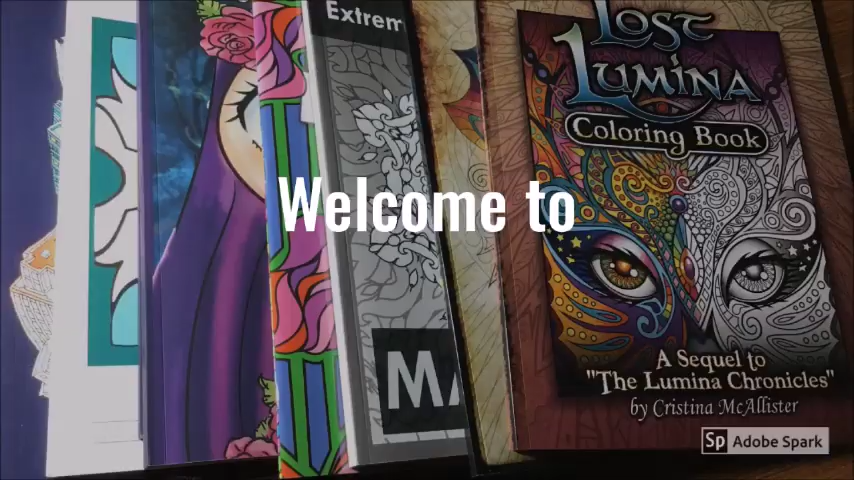 Extrem
Lost
Lumina
Coloring Book
Welcome to
MA
A Sequel to
"The Lumina Chronicles"
by Cristina McAllister
Sp Adobe Spark